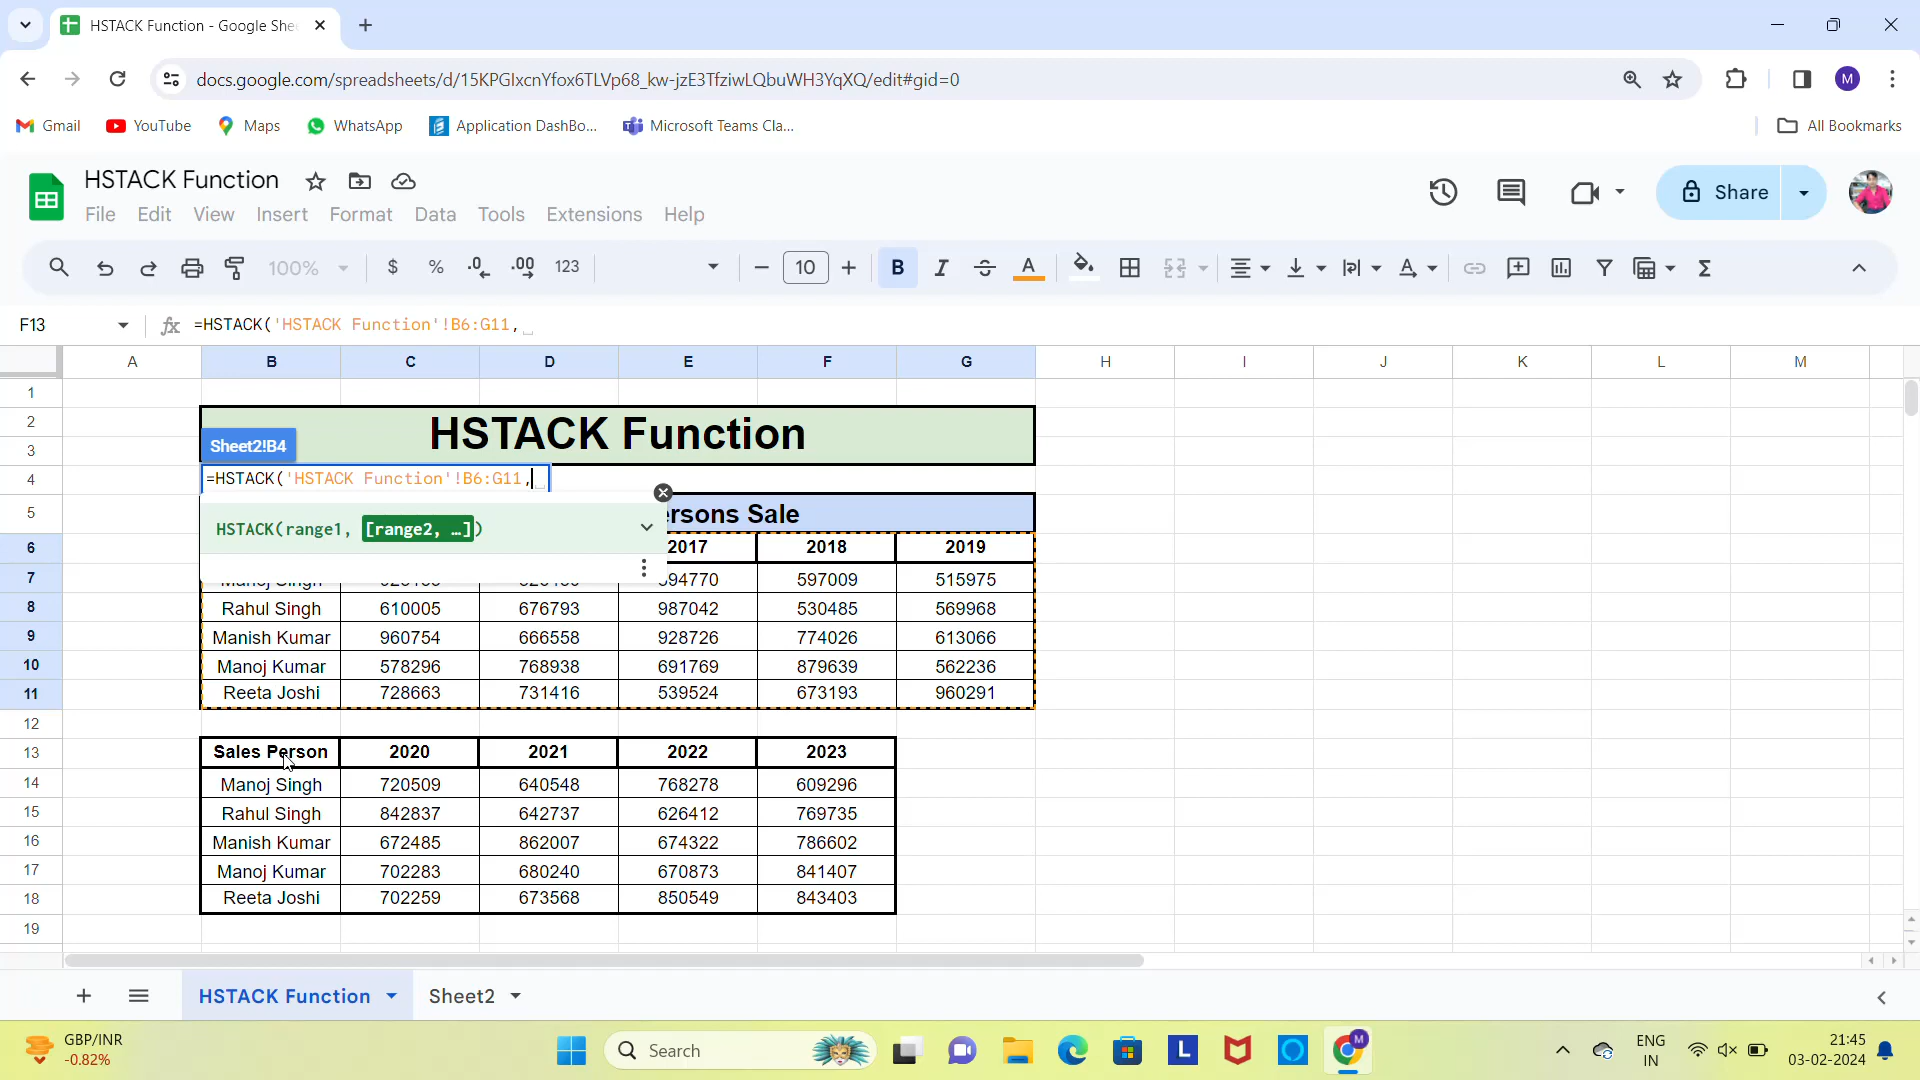 HSTACK Function - Google She
docs.google.com/spreadsheets/d/15KPGIxcnYfox6TLVp68_kw-jzE3TfziwLQbuWH3YqXQ/edit#gid=0
M
Gmail YouTube Maps WhatsApp Application DashBo... Microsoft Teams Cla... All Bookmarks
HSTACK Function
File Edit View Insert Format Data Tools Extensions Help
Share
100% $ % .0 .00 123 10 B I S A
F13 fx =HSTACK('HSTACK Function'!B6:G11,
A B C D E F G H I J K L M
1
2 HSTACK Function
3 Sheet2!B4
4 =HSTACK('HSTACK Function'!B6:G11,
5 ersons Sale
HSTACK(range1, [range2, …])
6 2017 2018 2019
7 597009 515975
8 Rahul Singh 610005 676793 987042 530485 569968
9 Manish Kumar 960754 666558 928726 774026 613066
10 Manoj Kumar 578296 768938 691769 879639 562236
11 Reeta Joshi 728663 731416 539524 673193 960291
12
13 Sales Person 2020 2021 2022 2023
14 Manoj Singh 720509 640548 768278 609296
15 Rahul Singh 842837 642737 626412 769735
16 Manish Kumar 672485 862007 674322 786602
17 Manoj Kumar 702283 680240 670873 841407
18 Reeta Joshi 702259 673568 850549 843403
19
HSTACK Function Sheet2
GBP/INR
-0.82%
Search
L
M
ENG
IN
21:45
03-02-2024